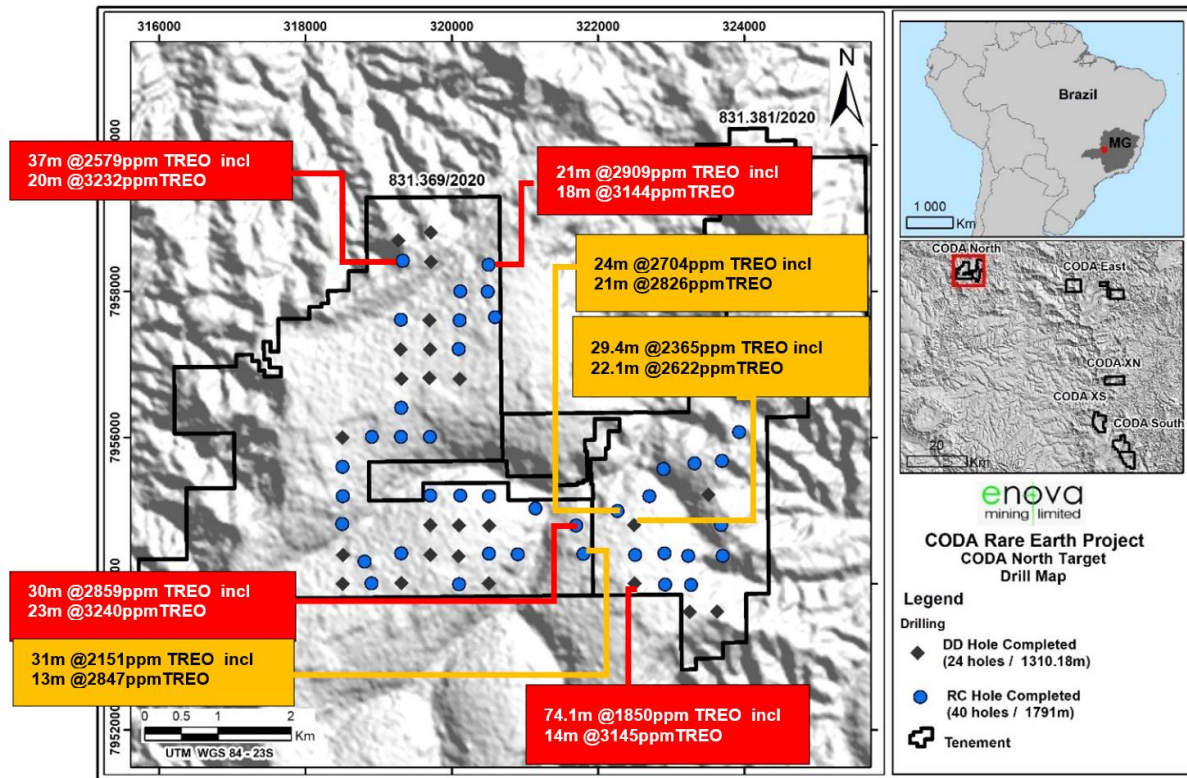 316000 318000 320000 322000 324000
N
831.381/2020
831.369/2020
37m @2579ppm TREO incl
20m @3232ppmTREO
21m @2909ppm TREO incl
18m @3144ppmTREO
24m @2704ppm TREO incl
21m @2826ppmTREO
7958000
29.4m @2365ppm TREO incl
22.1m @2622ppmTREO
7956000
30m @2859ppm TREO incl
23m @3240ppmTREO
31m @2151ppm TREO incl
13m @2847ppmTREO
74.1m @1850ppm TREO incl
14m @3145ppmTREO
7952000
0 0.5 1 2
Km
UTM WGS 84 - 23S
Brazil
MG
1 000
Km
CODA North
CODA East
CODA XN
CODA XS
CODA South
20
Km
enova
mining limited
CODA Rare Earth Project
CODA North Target
Drill Map
Legend
Drilling
DD Hole Completed
(24 holes / 1310.18m)
RC Hole Completed
(40 holes / 1791m)
Tenement